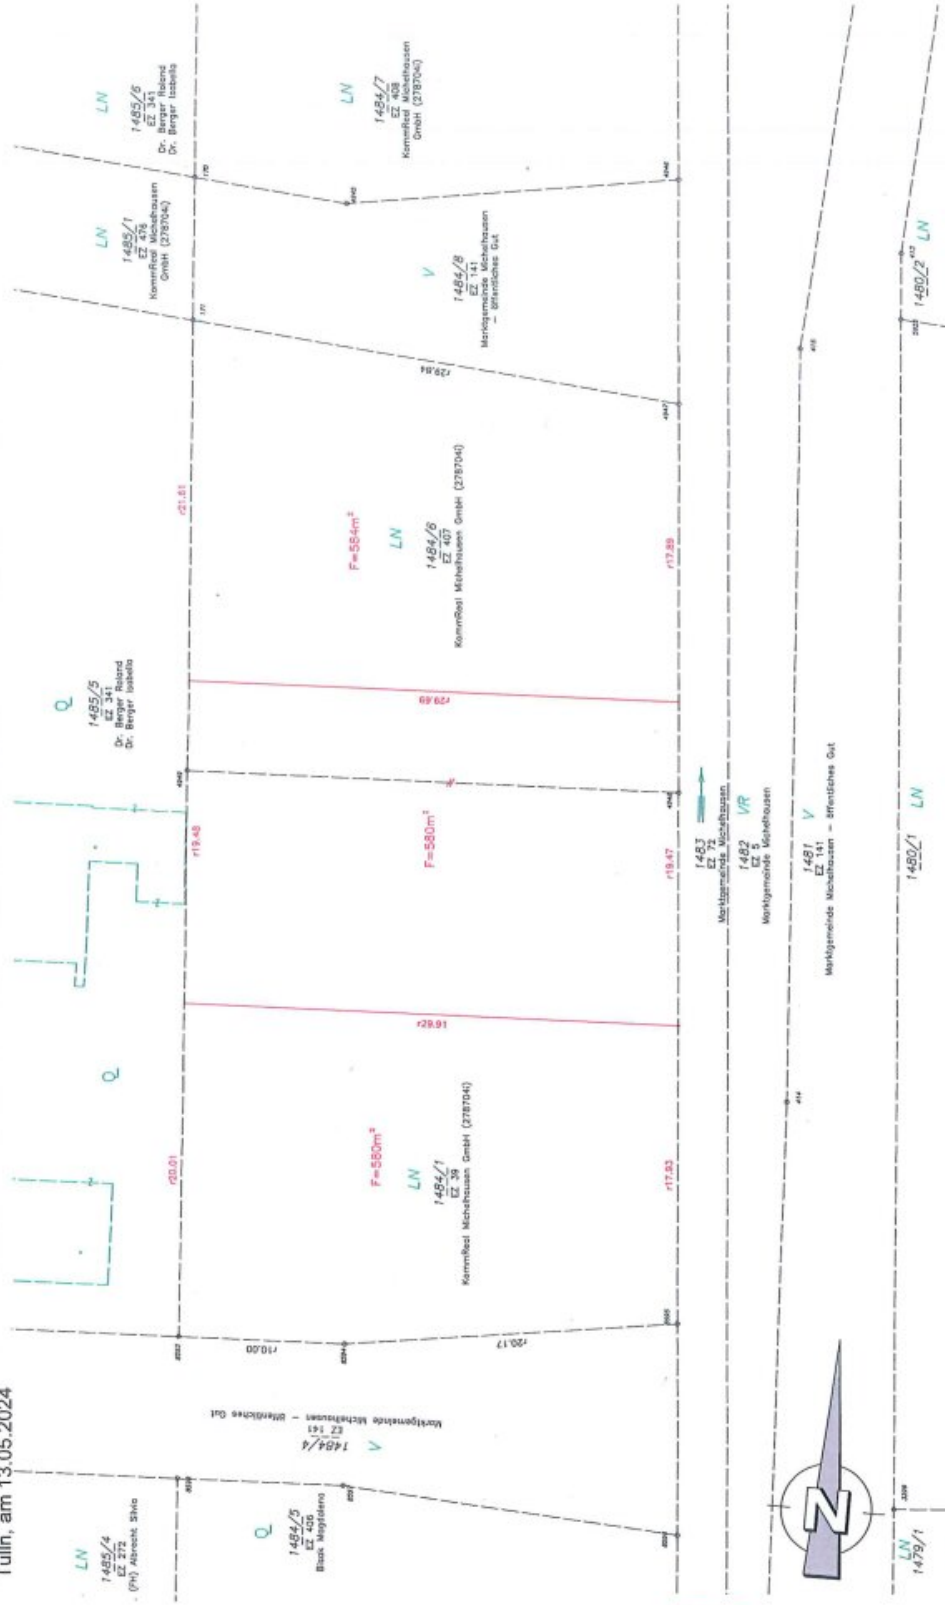 Tulln, am 13.05.2024
LN
1485/4
EZ 272
(FH) Albrecht Silvia
Q
1484/5
EZ 406
V
1484/4
EZ 141
Marktgemeinde Michelhausen - öffentliches Gut
r10.00
r20.17
Q
r20.01
F=580m²
LN
1484/1
EZ 39
KommReal Michelhausen GmbH (278704i)
r17.93
r29.91
Q
1485/5
EZ 341
Dr. Berger Roland
Dr. Berger Isabella
r19.48
F=580m²
r19.47
r29.69
r21.61
F=584m²
LN
1484/6
EZ 407
KommReal Michelhausen GmbH (278704i)
r17.89
r29.84
LN
1485/1
EZ 476
KommReal Michelhausen
GmbH (278704i)
LN
1485/6
EZ 341
Dr. Berger Roland
Dr. Berger Isabella
V
1484/8
EZ 141
Marktgemeinde Michelhausen
- öffentliches Gut
LN
1484/7
EZ 408
KommReal Michelhausen
GmbH (278704i)
170
171
4947
415
414
1483
EZ 72
Marktgemeinde Michelhausen
1482 VR
EZ 5
Marktgemeinde Michelhausen
1481 V
EZ 141
Marktgemeinde Michelhausen - öffentliches Gut
1480/1 LN
1480/2 LN
LN
1479/1
N